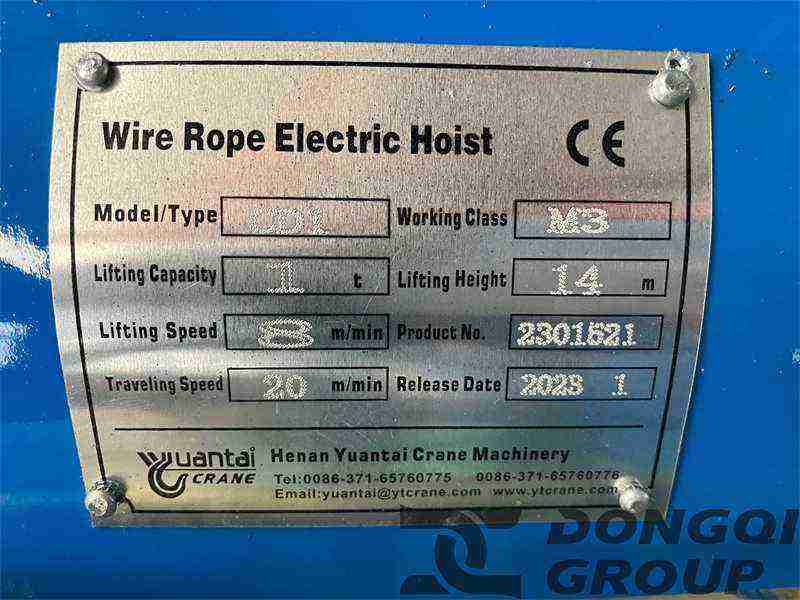 Wire Rope Electric Hoist CE
Model/Type CD1 Working Class M3
Lifting Capacity 1 t Lifting Height 14 m
Lifting Speed 8 m/min Product No. 2301521
Traveling Speed 20 m/min Release Date 2023 1
Yuantai CRANE
Henan Yuantai Crane Machinery
Tel:0086-371-65760775 0086-371-65760776
Email:yuantai@ytcrane.com www.ytcrane.com
DONGQI
GROUP